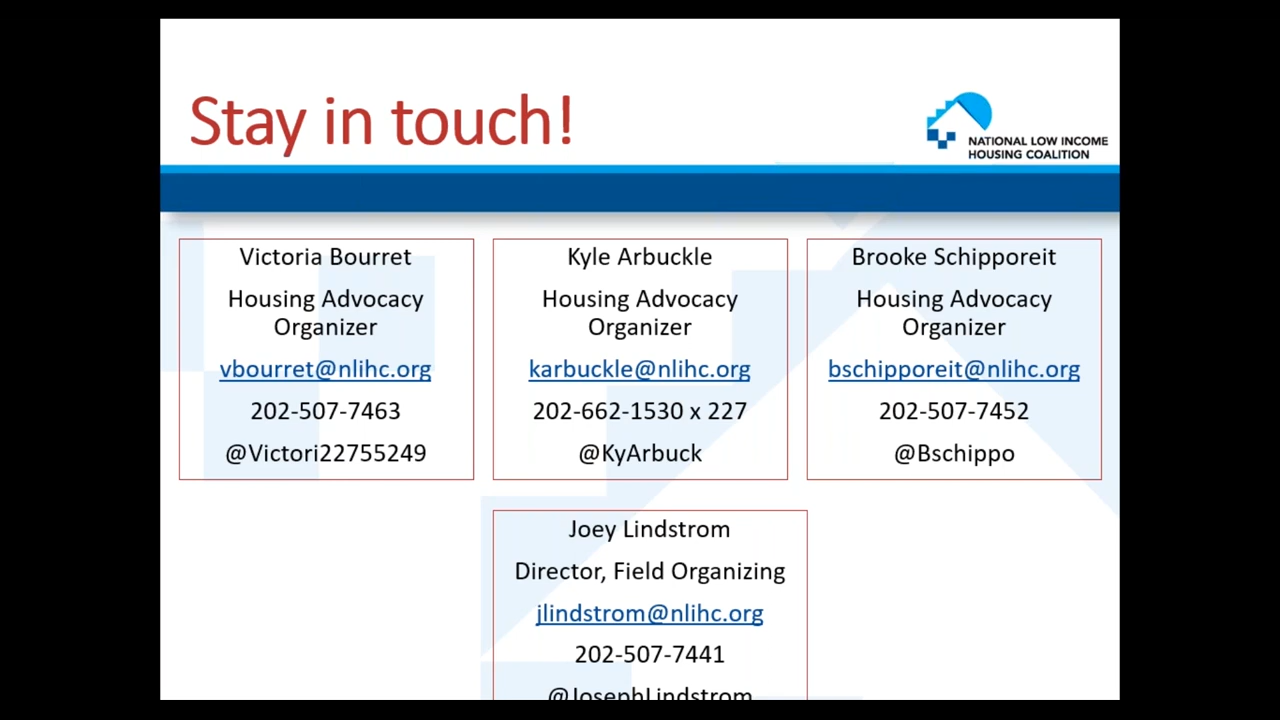 Stay in touch!
NATIONAL LOW INCOME
HOUSING COALITION
Victoria Bourret
Housing Advocacy
Organizer
vbourret@nlihc.org
202-507-7463
@Victori22755249
Kyle Arbuckle
Housing Advocacy
Organizer
karbuckle@nlihc.org
202-662-1530 x 227
@KyArbuck
Brooke Schipporeit
Housing Advocacy
Organizer
bschipporeit@nlihc.org
202-507-7452
@Bschippo
Joey Lindstrom
Director, Field Organizing
jlindstrom@nlihc.org
202-507-7441
@JosephLindstrom